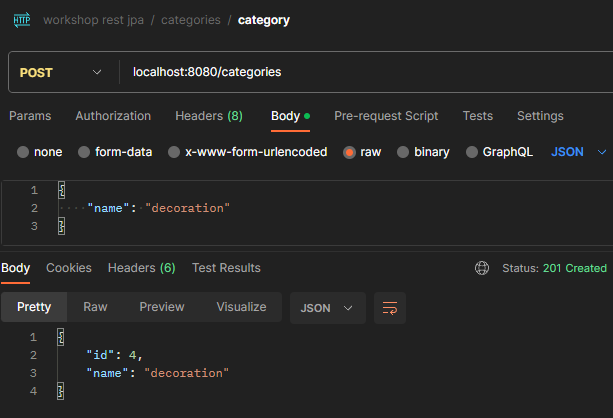 HTTP workshop rest jpa / categories / category
POST localhost:8080/categories
Params Authorization Headers (8) Body Pre-request Script Tests Settings
none form-data x-www-form-urlencoded raw binary GraphQL JSON
1 {
2 "name": "decoration"
3 }
Body Cookies Headers (6) Test Results Status: 201 Created
Pretty Raw Preview Visualize JSON
1 {
2 "id": 4,
3 "name": "decoration"
4 }